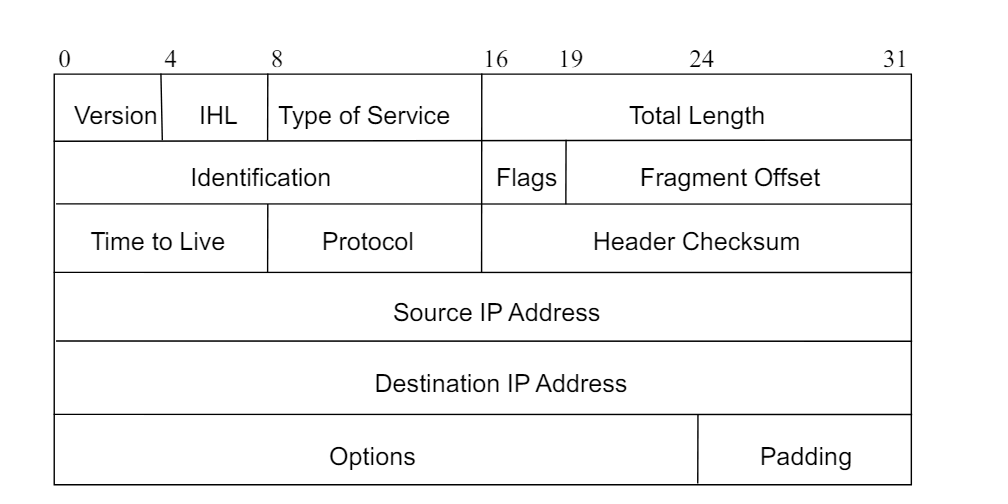 0 4 8 16 19 24 31
Version IHL Type of Service Total Length
Identification Flags Fragment Offset
Time to Live Protocol Header Checksum
Source IP Address
Destination IP Address
Options Padding